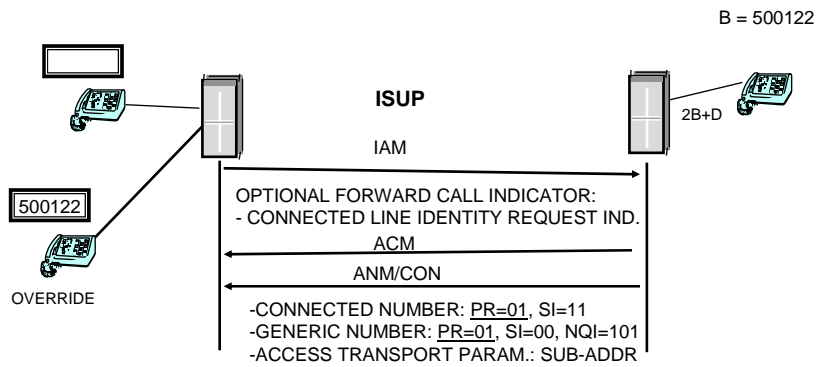 B = 500122
ISUP
2B+D
IAM
OPTIONAL FORWARD CALL INDICATOR:
- CONNECTED LINE IDENTITY REQUEST IND.
500122
ACM
ANM/CON
OVERRIDE
-CONNECTED NUMBER: PR=01, SI=11
-GENERIC NUMBER: PR=01, SI=00, NQI=101
-ACCESS TRANSPORT PARAM.: SUB-ADDR